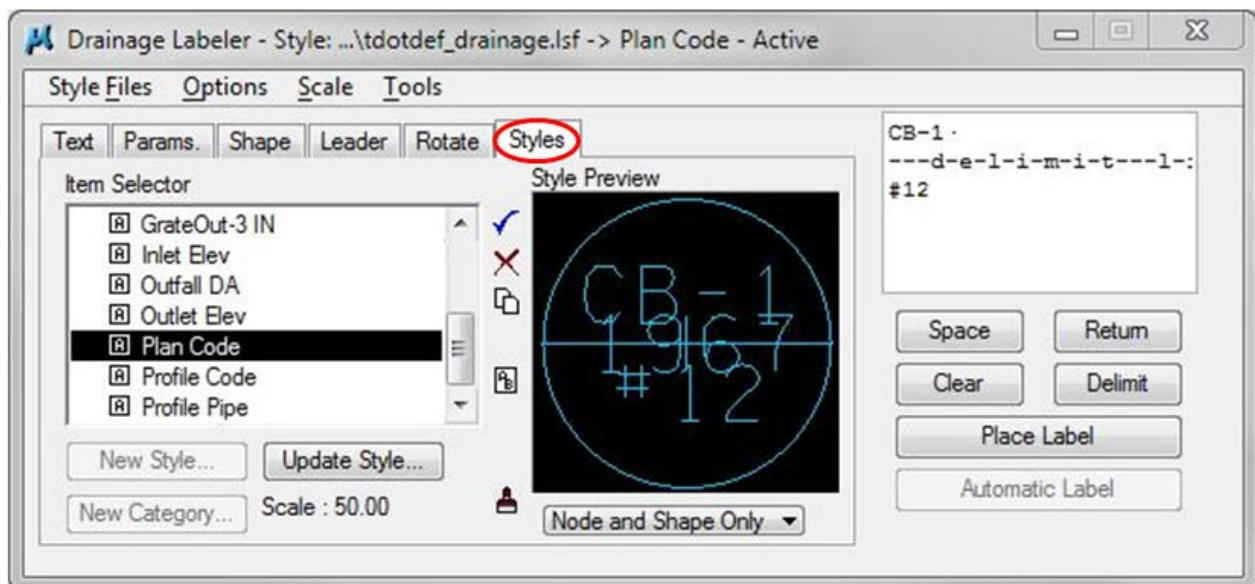 Drainage Labeler - Style: ...\tdotdef_drainage.lsf -> Plan Code - Active
Style Files Options Scale Tools
Text Params. Shape Leader Rotate Styles
Item Selector
GrateOut-3 IN
Inlet Elev
Outfall DA
Outlet Elev
Plan Code
Profile Code
Profile Pipe
New Style...
Update Style...
New Category...
Scale : 50.00
Style Preview
CB-1
1967
#12
Node and Shape Only
CB-1 ·
---d-e-l-i-m-i-t---l-:
#12
Space
Return
Clear
Delimit
Place Label
Automatic Label